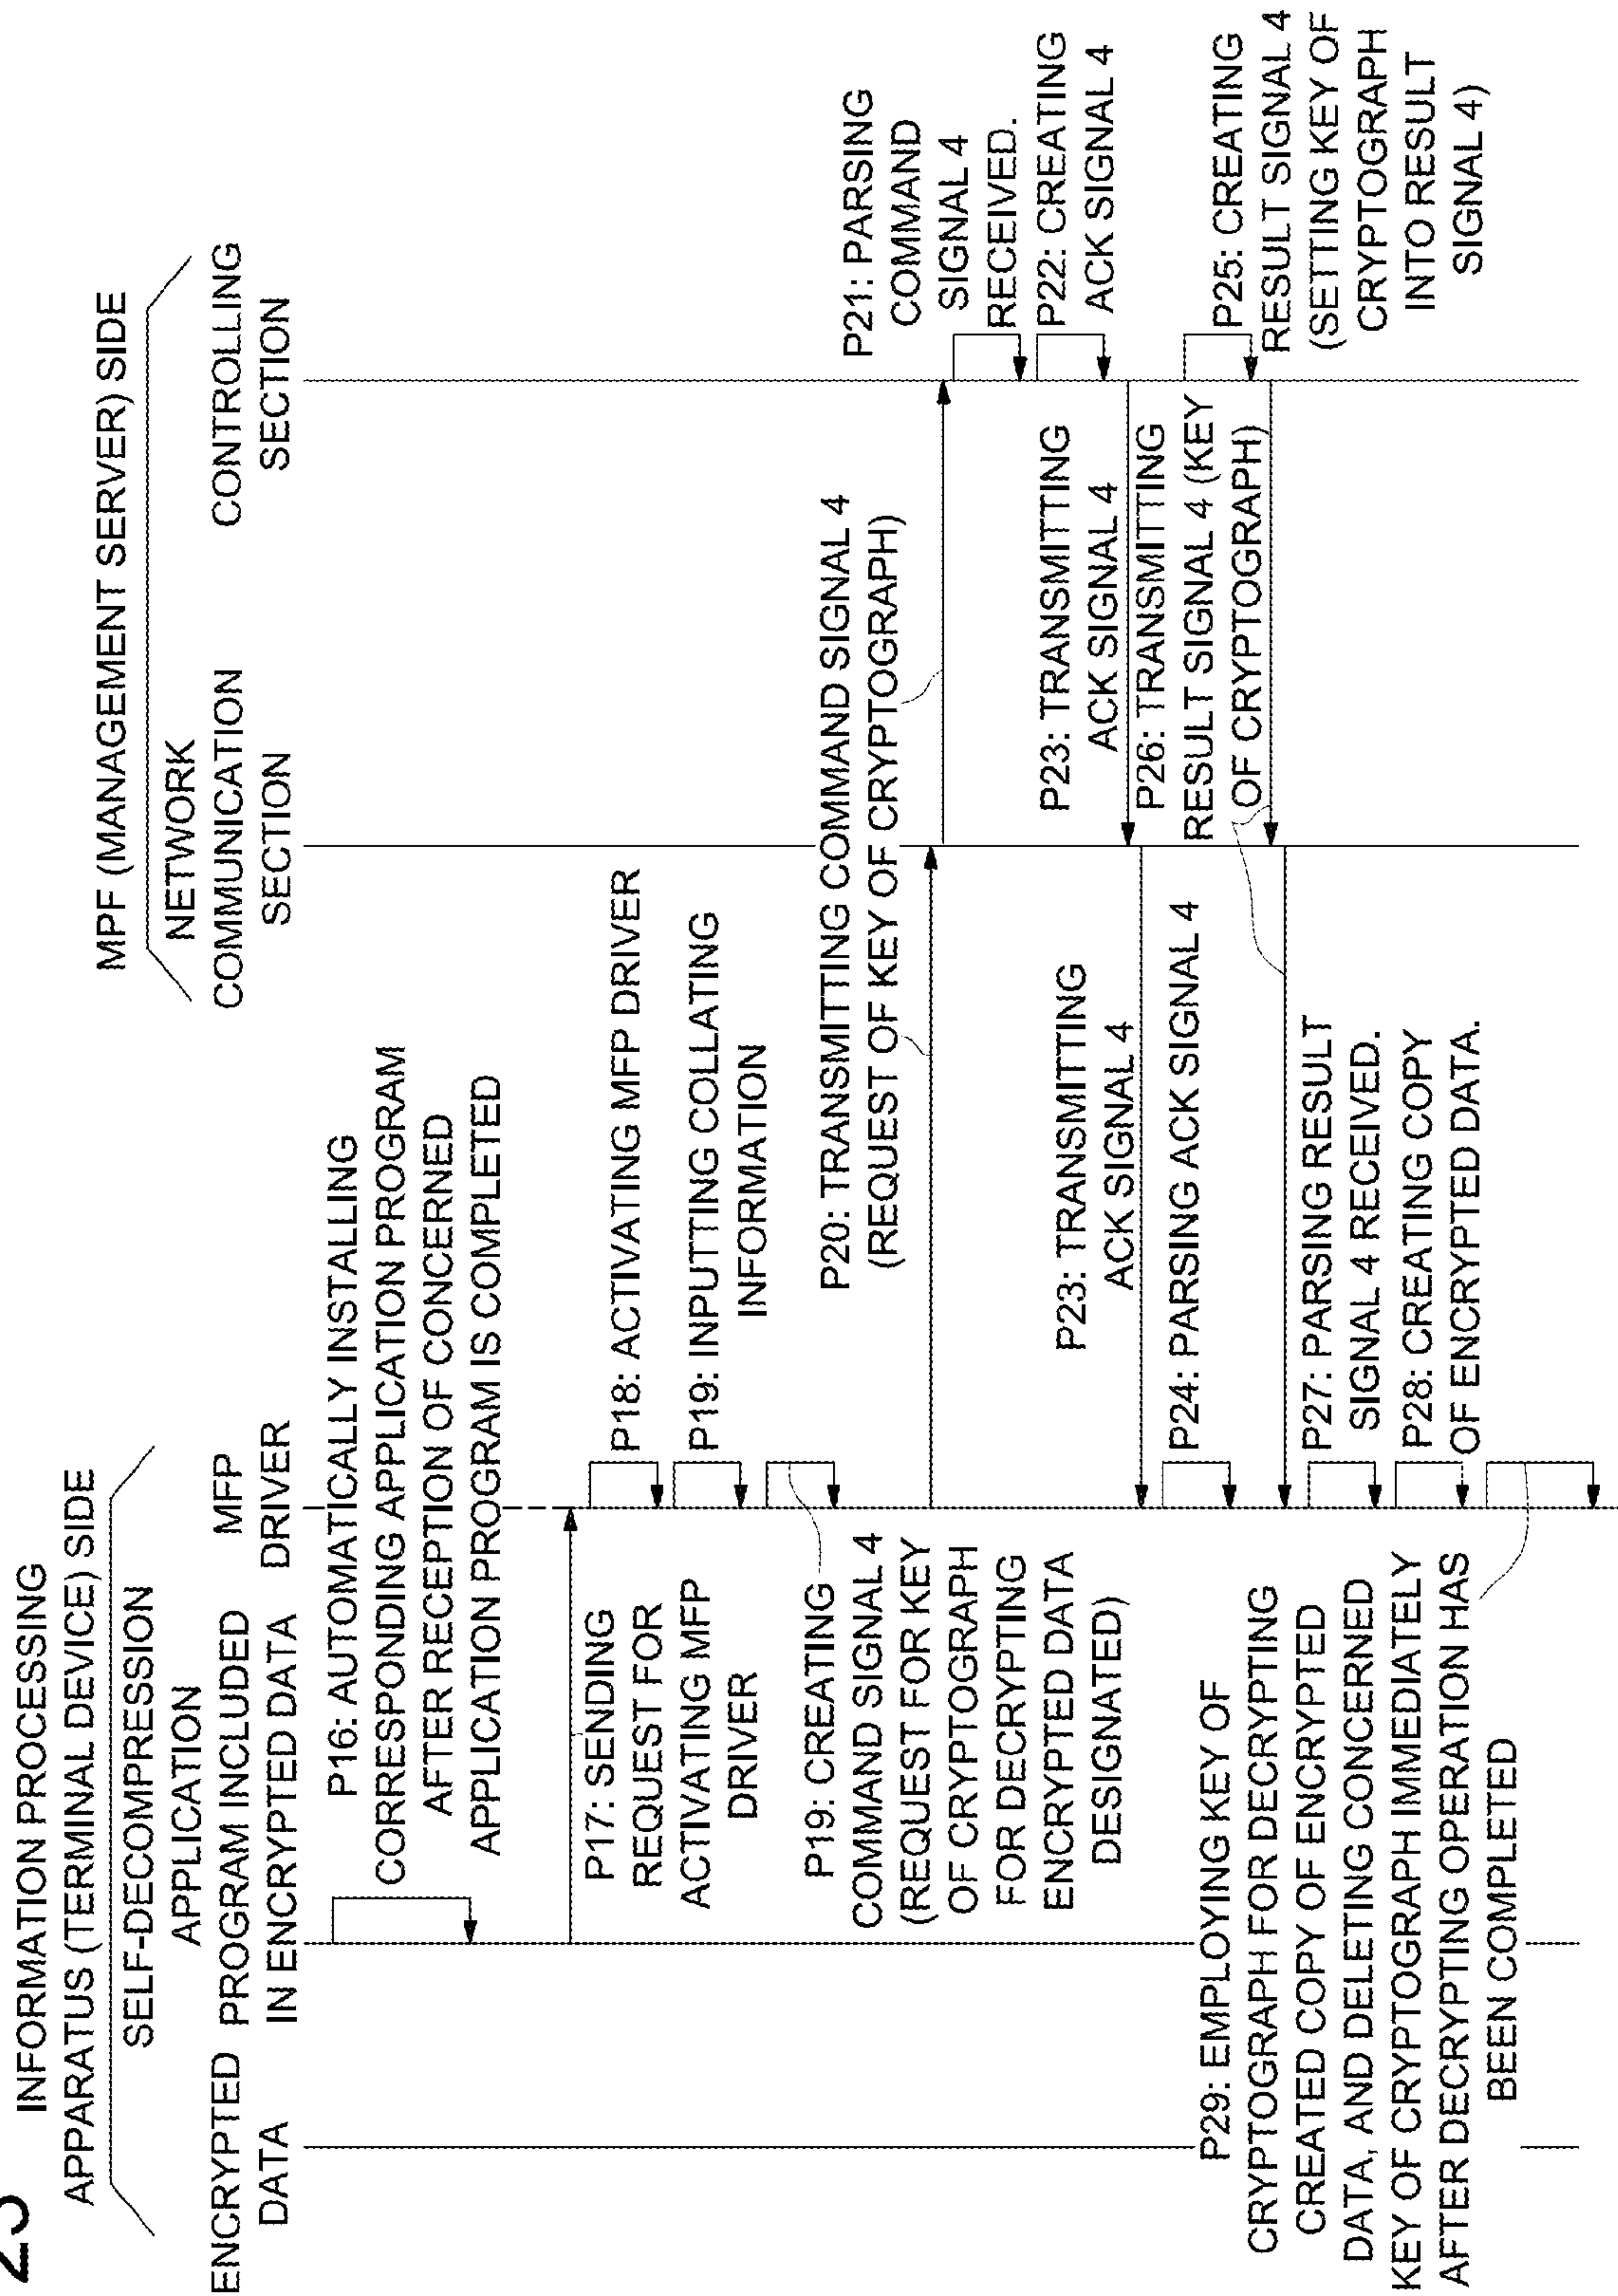 23
INFORMATION PROCESSING
APPARATUS (TERMINAL DEVICE) SIDE
MPF (MANAGEMENT SERVER) SIDE
ENCRYPTED
DATA
SELF-DECOMPRESSION
APPLICATION
PROGRAM INCLUDED
IN ENCRYPTED DATA
MFP
DRIVER
NETWORK
COMMUNICATION
SECTION
CONTROLLING
SECTION
P16: AUTOMATICALLY INSTALLING
CORRESPONDING APPLICATION PROGRAM
AFTER RECEPTION OF CONCERNED
APPLICATION PROGRAM IS COMPLETED
P17: SENDING
REQUEST FOR
ACTIVATING MFP
DRIVER
P18: ACTIVATING MFP DRIVER
P19: INPUTTING COLLATING
INFORMATION
P19: CREATING
COMMAND SIGNAL 4
(REQUEST FOR KEY
OF CRYPTOGRAPH
FOR DECRYPTING
ENCRYPTED DATA
DESIGNATED)
P20: TRANSMITTING COMMAND SIGNAL 4
(REQUEST OF KEY OF CRYPTOGRAPH)
P21: PARSING
COMMAND
SIGNAL 4
RECEIVED.
P22: CREATING
ACK SIGNAL 4
P23: TRANSMITTING
ACK SIGNAL 4
P23: TRANSMITTING
ACK SIGNAL 4
P24: PARSING ACK SIGNAL 4
P25: CREATING
RESULT SIGNAL 4
(SETTING KEY OF
CRYPTOGRAPH
INTO RESULT
SIGNAL 4)
P26: TRANSMITTING
RESULT SIGNAL 4 (KEY
OF CRYPTOGRAPH)
P27: PARSING RESULT
SIGNAL 4 RECEIVED.
P28: CREATING COPY
OF ENCRYPTED DATA.
P29: EMPLOYING KEY OF
CRYPTOGRAPH FOR DECRYPTING
CREATED COPY OF ENCRYPTED
DATA, AND DELETING CONCERNED
KEY OF CRYPTOGRAPH IMMEDIATELY
AFTER DECRYPTING OPERATION HAS
BEEN COMPLETED